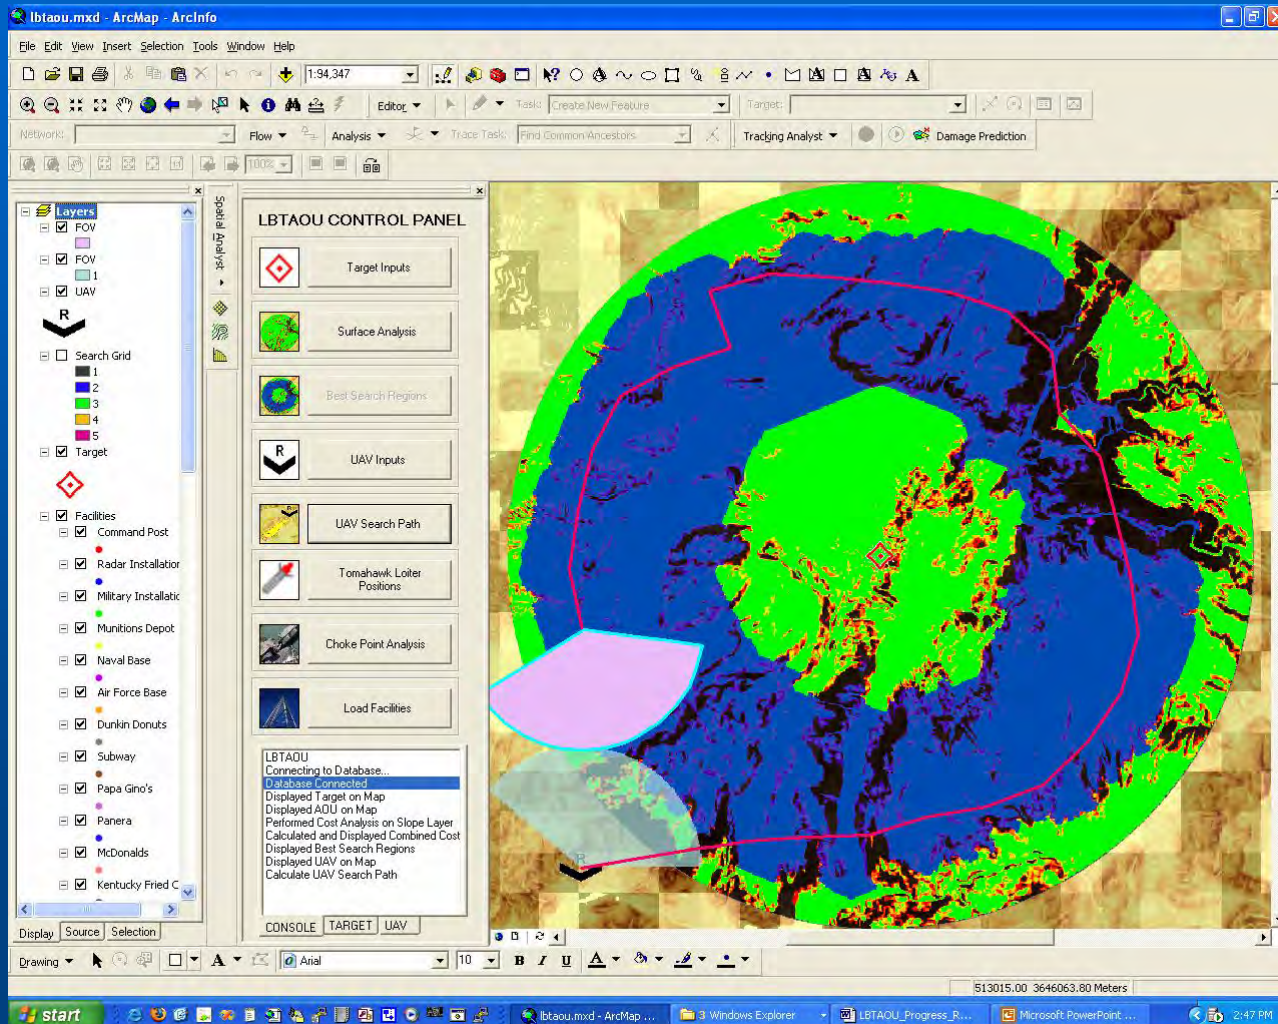 lbtaou.mxd - ArcMap - ArcInfo
File Edit View Insert Selection Tools Window Help
1:94,347
Editor Task: Create New Feature Target:
Network: Flow Analysis Trace Task: Find Common Ancestors Tracking Analyst Damage Prediction
100%
Layers
FOV
FOV
1
UAV
R
Search Grid
1
2
3
4
5
Target
Facilities
Command Post
Radar Installation
Military Installatic
Munitions Depot
Naval Base
Air Force Base
Dunkin Donuts
Subway
Papa Gino's
Panera
McDonalds
Kentucky Fried C
Display Source Selection
Spatial Analyst
LBTAOU CONTROL PANEL
Target Inputs
Surface Analysis
Best Search Regions
R
UAV Inputs
UAV Search Path
Tomahawk Loiter
Positions
Choke Point Analysis
Load Facilities
LBTAOU
Connecting to Database...
Database Connected
Displayed Target on Map
Displayed AOU on Map
Performed Cost Analysis on Slope Layer
Calculated and Displayed Combined Cost
Displayed Best Search Regions
Displayed UAV on Map
Calculate UAV Search Path
CONSOLE TARGET UAV
R
Drawing A Arial 10 B I U A
513015.00 3646063.80 Meters
start lbtaou.mxd - ArcMap ... 3 Windows Explorer LBTAOU_Progress_R... Microsoft PowerPoint ... 2:47 PM